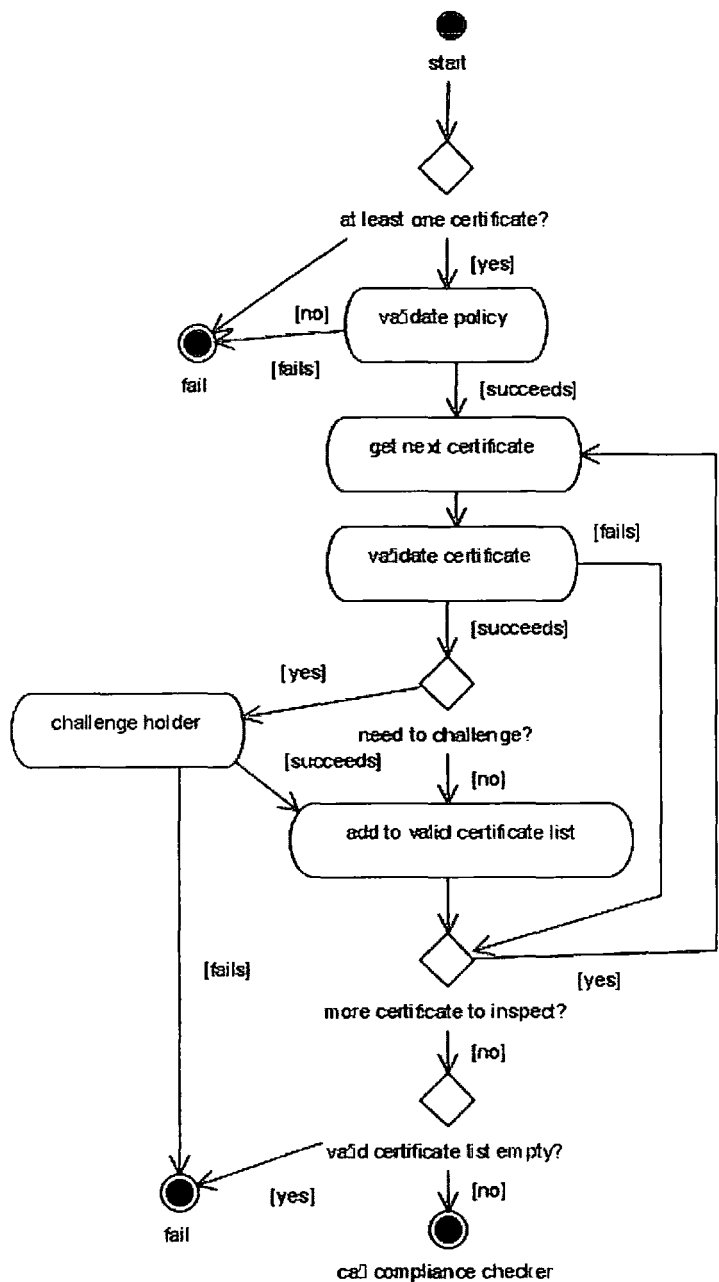 start
at least one certificate?
[yes]
[no]
validate policy
fail
[fails]
[succeeds]
get next certificate
[fails]
validate certificate
[succeeds]
[yes]
challenge holder
need to challenge?
[succeeds]
[no]
add to valid certificate list
[fails]
[yes]
more certificate to inspect?
[no]
valid certificate list empty?
[yes]
[no]
fail
call compliance checker